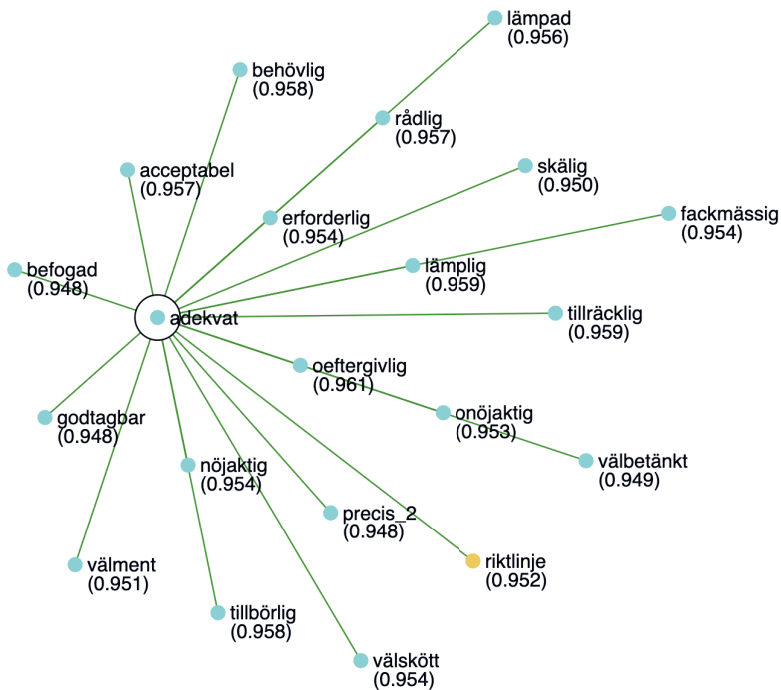 lämpad
(0.956)
behövlig
(0.958)
rådlig
(0.957)
acceptabel
(0.957)
skälig
(0.950)
erforderlig
(0.954)
fackmässig
(0.954)
befogad
(0.948)
lämplig
(0.959)
adekvat
tillräcklig
(0.959)
oeftergivlig
(0.961)
godtagbar
(0.948)
onöjaktig
(0.953)
nöjaktig
(0.954)
välbetänkt
(0.949)
precis_2
(0.948)
välment
(0.951)
riktlinje
(0.952)
tillbörlig
(0.958)
välskött
(0.954)